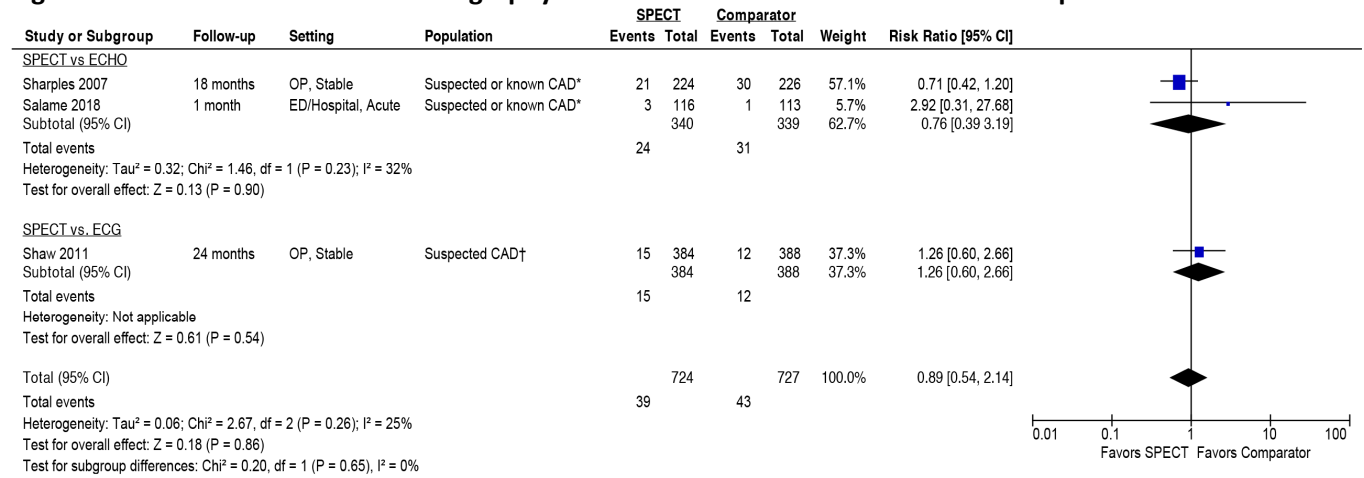 SPECT Comparator
Study or Subgroup Follow-up Setting Population Events Total Events Total Weight Risk Ratio [95% CI]
SPECT vs ECHO
Sharples 2007 18 months OP, Stable Suspected or known CAD* 21 224 30 226 57.1% 0.71 [0.42, 1.20]
Salame 2018 1 month ED/Hospital, Acute Suspected or known CAD* 3 116 1 113 5.7% 2.92 [0.31, 27.68]
Subtotal (95% CI) 340 339 62.7% 0.76 [0.39 3.19]
Total events 24 31
Heterogeneity: Tau² = 0.32; Chi² = 1.46, df = 1 (P = 0.23); I² = 32%
Test for overall effect: Z = 0.13 (P = 0.90)
SPECT vs. ECG
Shaw 2011 24 months OP, Stable Suspected CAD† 15 384 12 388 37.3% 1.26 [0.60, 2.66]
Subtotal (95% CI) 384 388 37.3% 1.26 [0.60, 2.66]
Total events 15 12
Heterogeneity: Not applicable
Test for overall effect: Z = 0.61 (P = 0.54)
Total (95% CI) 724 727 100.0% 0.89 [0.54, 2.14]
Total events 39 43
Heterogeneity: Tau² = 0.06; Chi² = 2.67, df = 2 (P = 0.26); I² = 25%
Test for overall effect: Z = 0.18 (P = 0.86)
Test for subgroup differences: Chi² = 0.20, df = 1 (P = 0.65), I² = 0%
0.01 0.1 1 10 100
Favors SPECT Favors Comparator